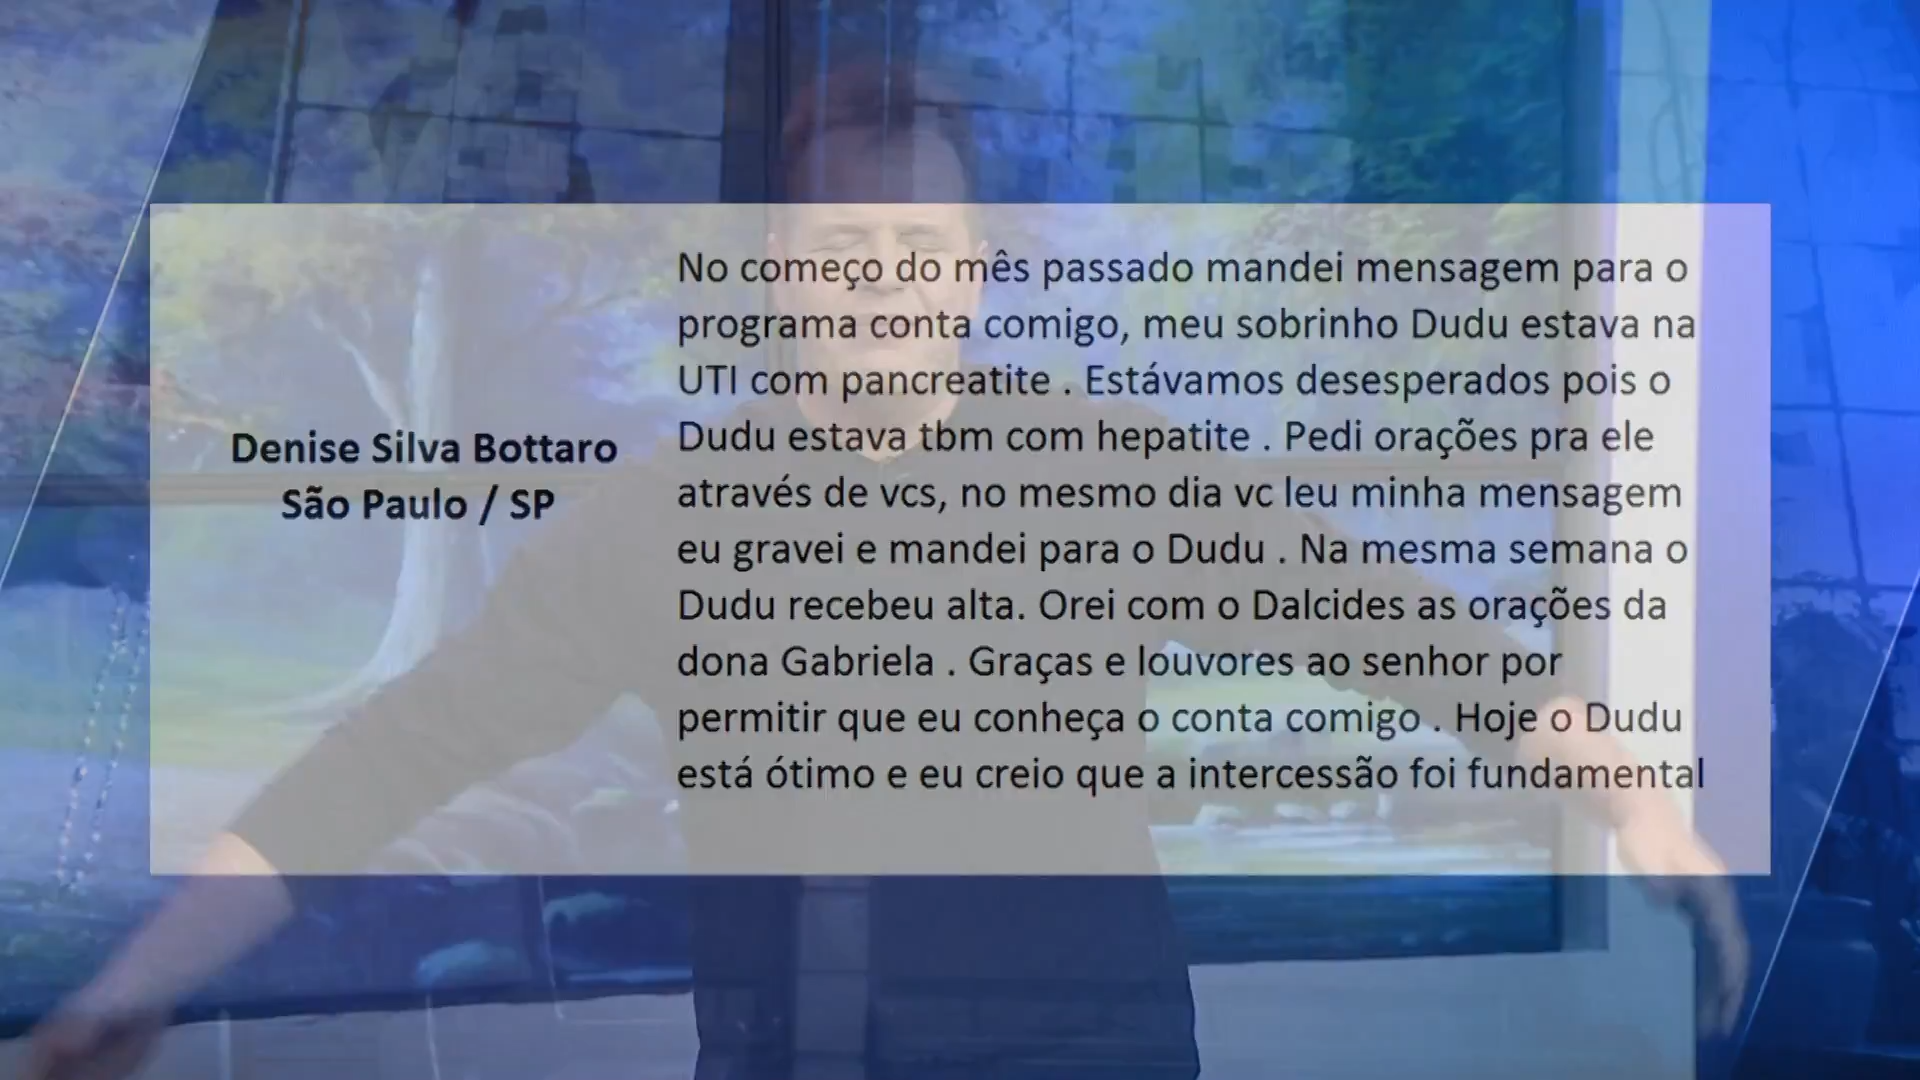 Denise Silva Bottaro
São Paulo / SP
No começo do mês passado mandei mensagem para o
programa conta comigo, meu sobrinho Dudu estava na
UTI com pancreatite . Estávamos desesperados pois o
Dudu estava tbm com hepatite . Pedi orações pra ele
através de vcs, no mesmo dia vc leu minha mensagem
eu gravei e mandei para o Dudu . Na mesma semana o
Dudu recebeu alta. Orei com o Dalcides as orações da
dona Gabriela . Graças e louvores ao senhor por
permitir que eu conheça o conta comigo . Hoje o Dudu
está ótimo e eu creio que a intercessão foi fundamental